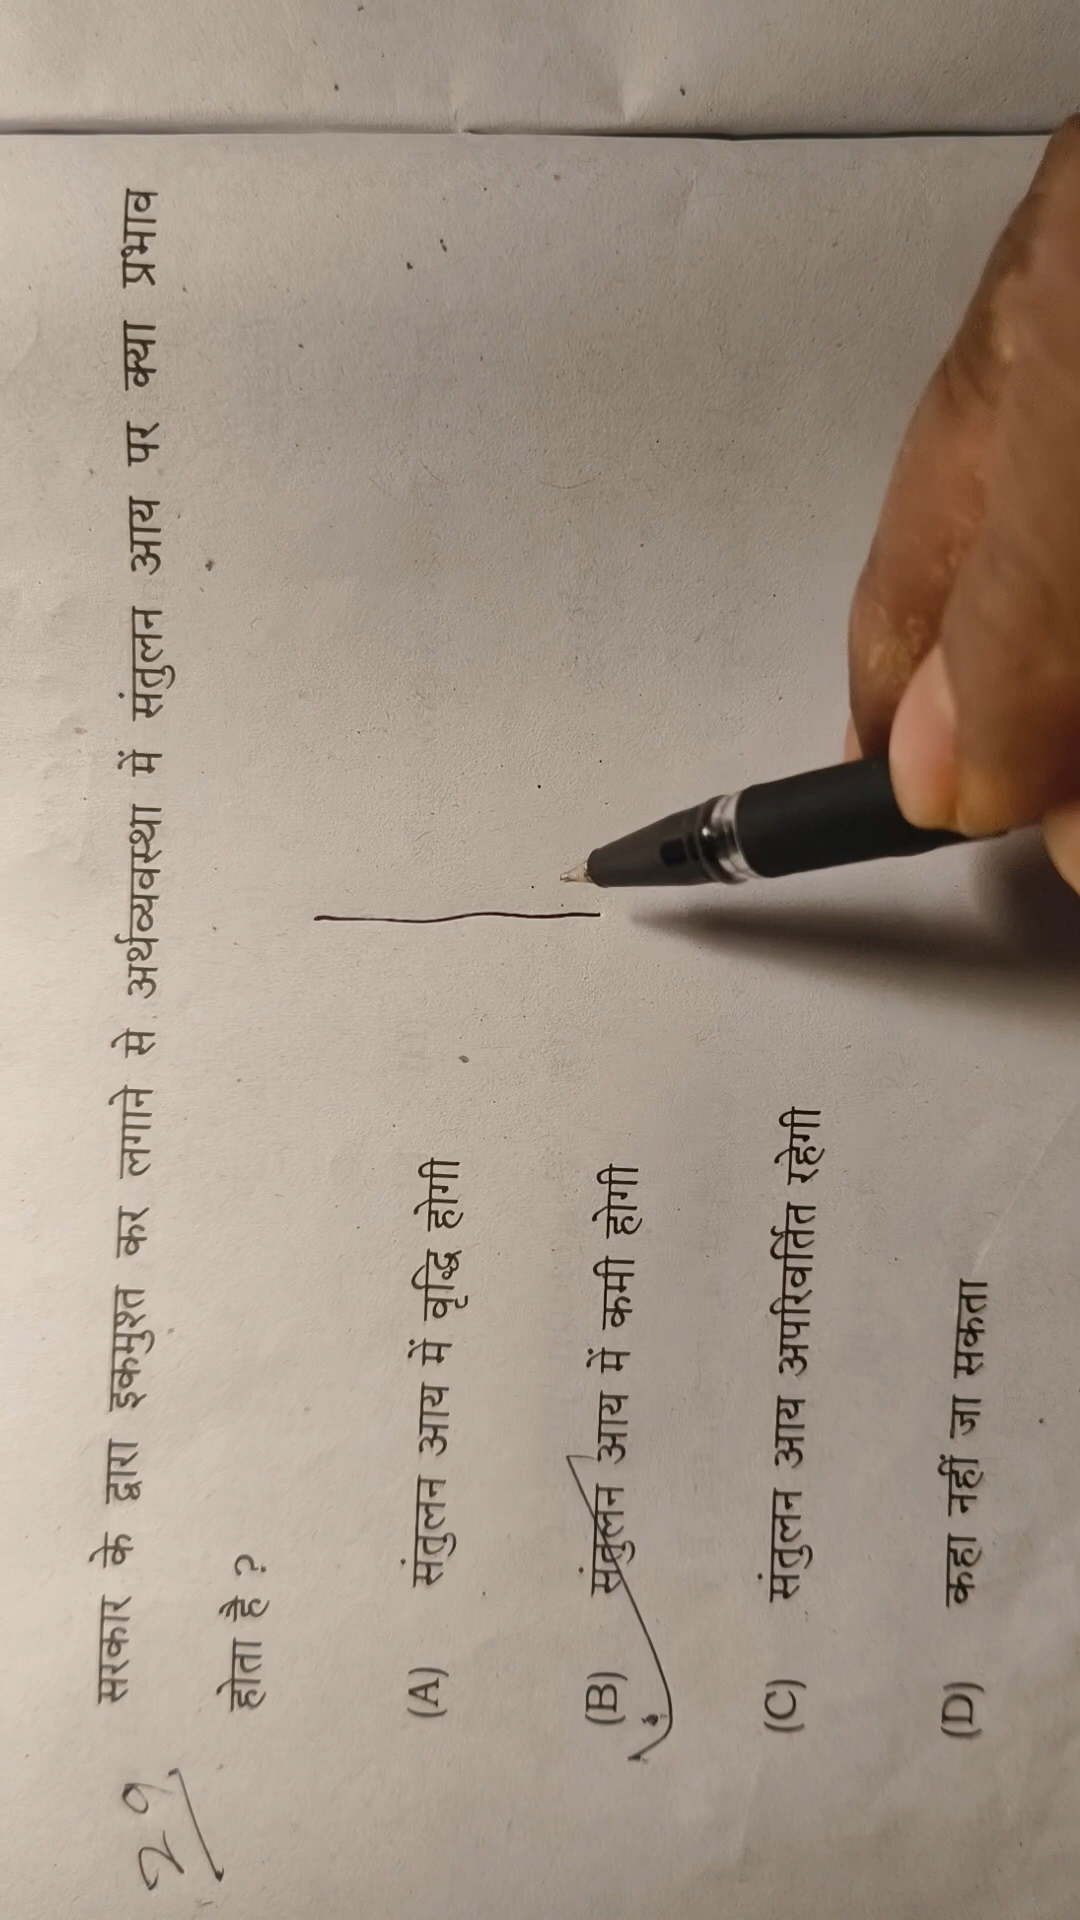 29 सरकार के द्वारा इकमुश्त कर लगाने से अर्थव्यवस्था में संतुलन आय पर क्या प्रभाव
होता है ?
(A) संतुलन आय में वृद्धि होगी
(B) संतुलन आय में कमी होगी
(C) संतुलन आय अपरिवर्तित रहेगी
(D) कहा नहीं जा सकता